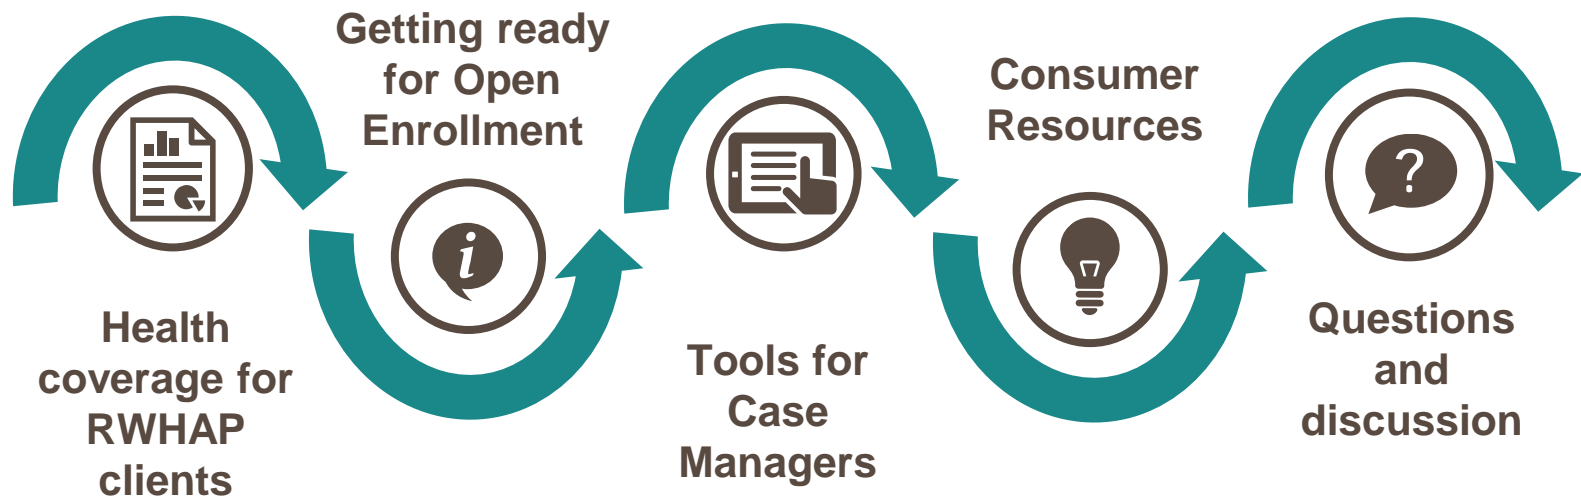 Health
coverage for
RWHAP
clients
Getting ready
for Open
Enrollment
i
Tools for
Case
Managers
Consumer
Resources
?
Questions
and
discussion